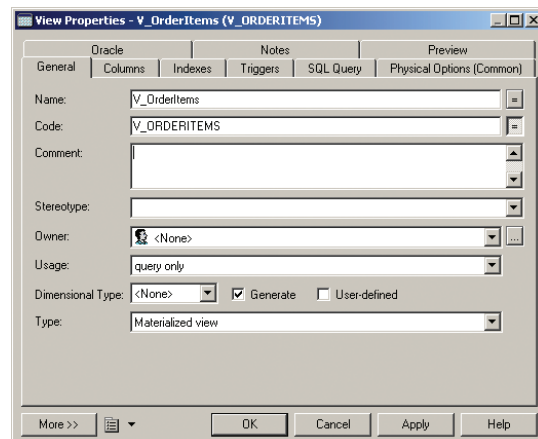 View Properties - V_OrderItems (V_ORDERITEMS)
Oracle Notes Preview
General Columns Indexes Triggers SQL Query Physical Options (Common)
Name: V_OrderItems =
Code: V_ORDERITEMS =
Comment:
Stereotype:
Owner: <None> ...
Usage: query only
Dimensional Type: <None> Generate User-defined
Type: Materialized view
More >> OK Cancel Apply Help